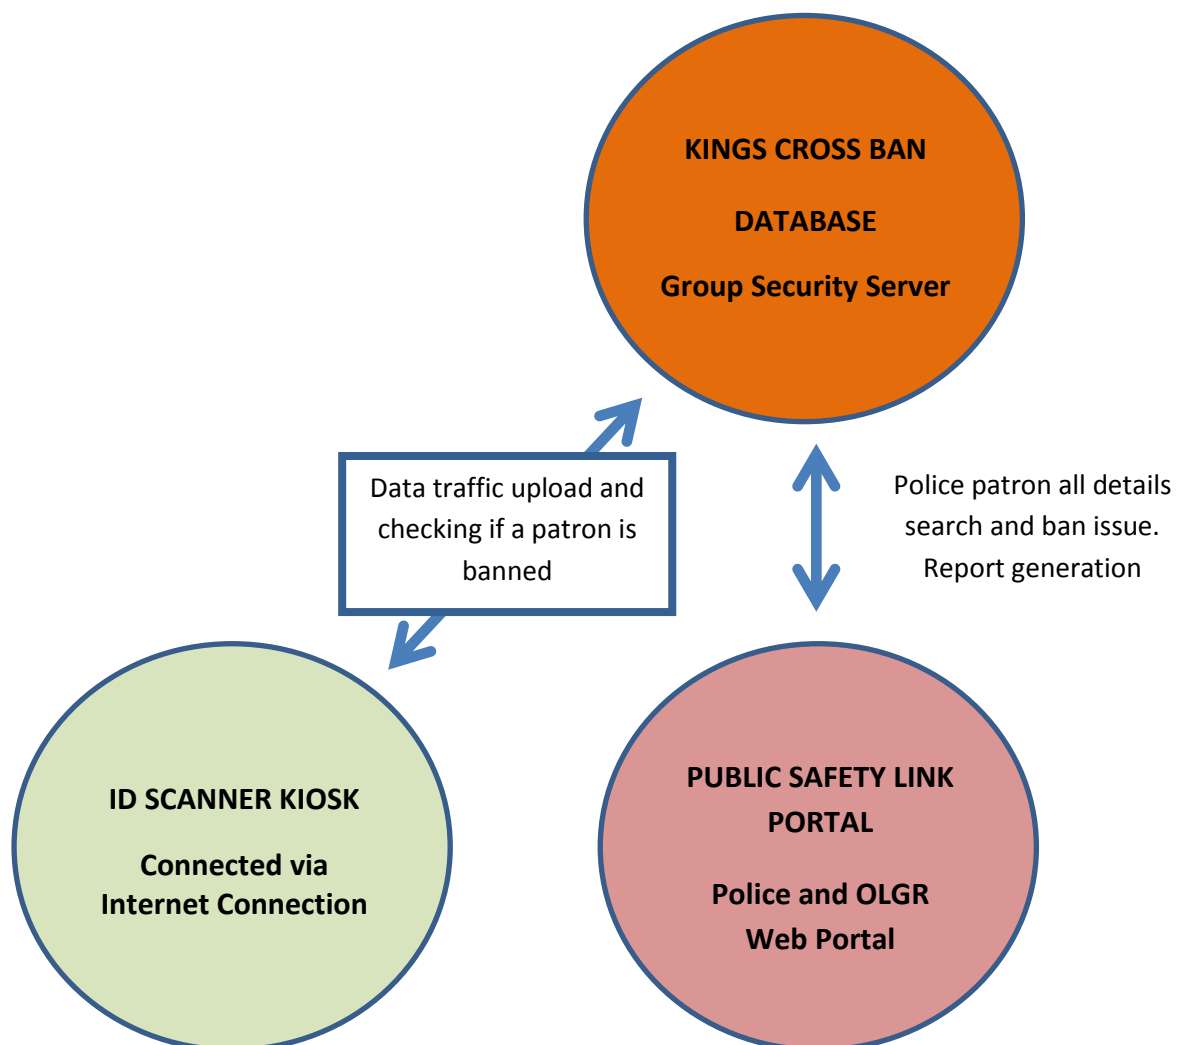 KINGS CROSS BAN
DATABASE
Group Security Server
Data traffic upload and
checking if a patron is
banned
Police patron all details
search and ban issue.
Report generation
ID SCANNER KIOSK
Connected via
Internet Connection
PUBLIC SAFETY LINK
PORTAL
Police and OLGR
Web Portal